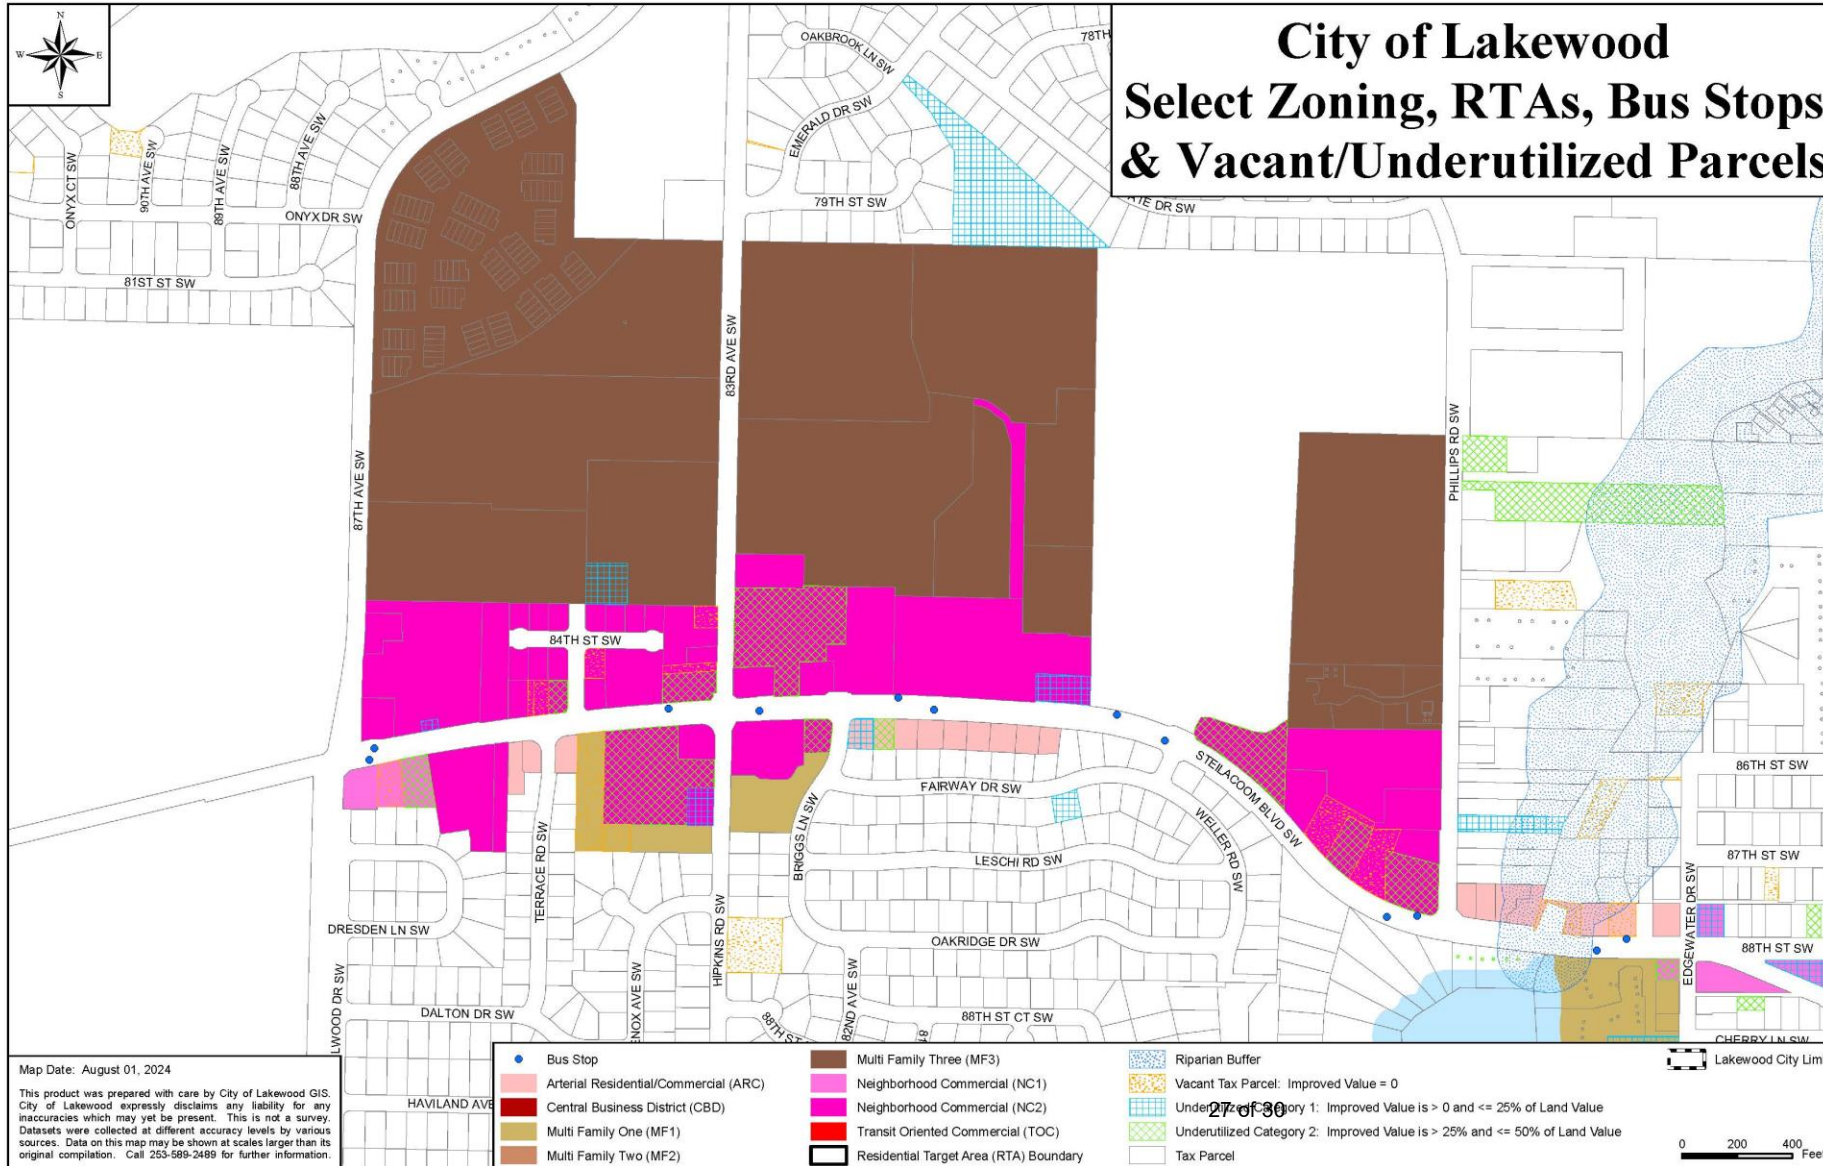 N
W
E
S
City of Lakewood
Select Zoning, RTAs, Bus Stops
& Vacant/Underutilized Parcels
OAKBROOK LN SW
78TH
EMERALD DR SW
79TH ST SW
DR SW
ONYX CT SW
90TH AVE SW
89TH AVE SW
88TH AVE SW
ONYX DR SW
81ST ST SW
87TH AVE SW
83RD AVE SW
PHILLIPS RD SW
84TH ST SW
STEILACOOM BLVD SW
FAIRWAY DR SW
WELLER RD SW
LESCHI RD SW
BRIGGS LN SW
TERRACE RD SW
HIPKINS RD SW
OAKRIDGE DR SW
DRESDEN LN SW
LWOOD DR SW
DALTON DR SW
ENOX AVE SW
88TH ST
82ND AVE SW
81
88TH ST CT SW
HAVILAND AVE
86TH ST SW
87TH ST SW
EDGEWATER DR SW
88TH ST SW
CHERRY LN SW
Map Date: August 01, 2024
This product was prepared with care by City of Lakewood GIS.
City of Lakewood expressly disclaims any liability for any
inaccuracies which may yet be present. This is not a survey.
Datasets were collected at different accuracy levels by various
sources. Data on this map may be shown at scales larger than its
original compilation. Call 253-589-2489 for further information.
Bus Stop
Arterial Residential/Commercial (ARC)
Central Business District (CBD)
Multi Family One (MF1)
Multi Family Two (MF2)
Multi Family Three (MF3)
Neighborhood Commercial (NC1)
Neighborhood Commercial (NC2)
Transit Oriented Commercial (TOC)
Residential Target Area (RTA) Boundary
Riparian Buffer
Vacant Tax Parcel: Improved Value = 0
Underutilized Category 1: Improved Value is > 0 and <= 25% of Land Value
Underutilized Category 2: Improved Value is > 25% and <= 50% of Land Value
Tax Parcel
27 of 30
Lakewood City Lim
0 200 400
Feet